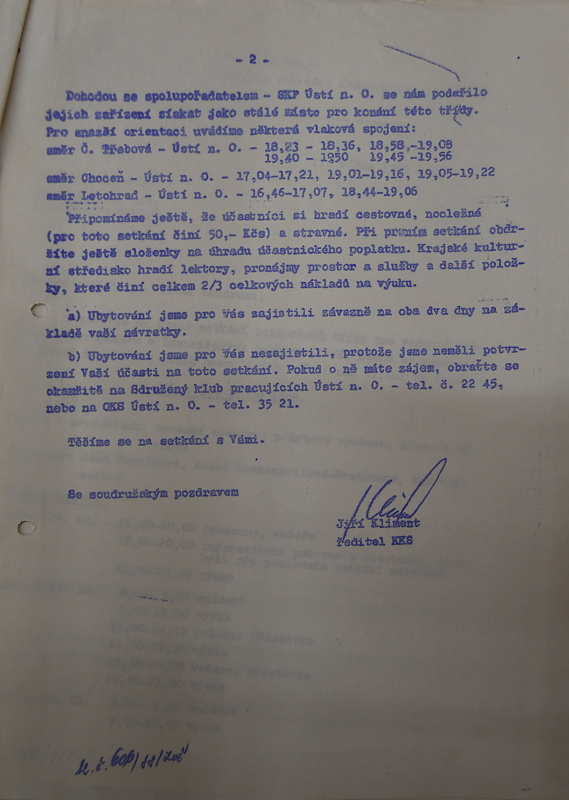 - 2 -
Dohodou se spolupořadatelem - SKP Ústí n. O. se nám podařilo
jejich zařízení získat jako stálé místo pro konání této třídy.
Pro snazší orientaci uvádíme některá vlaková spojení:
směr Č. Třebová - Ústí n. O. - 18,23 - 18,36, 18,58,-19,08
19,40 - 1950 19,45 -19,56
směr Choceň - Ústí n. O. - 17,04-17,21, 19,01-19,16, 19,05-19,22
směr Letohrad - Ústí n. O. - 16,46-17,07, 18,44-19,06
Připomínáme ještě, že účastníci si hradí cestovné, nocležné
(pro toto setkání činí 50,- Kčs) a stravné. Při prvním setkání obdr-
žíte ještě složenky na úhradu účastnického poplatku. Krajské kultur-
ní středisko hradí lektory, pronájmy prostor a služby a další polož-
ky, které činí celkem 2/3 celkových nákladů na výuku.
a) Ubytování jsme pro Vás zajistili závazně na oba dva dny na zá-
kladě vaší návratky.
b) Ubytování jsme pro Vás nezajistili, protože jsme neměli potvr-
zení Vaší účasti na toto setkání. Pokud o ně máte zájem, obraťte se
okamžitě na Sdružený klub pracujících Ústí n. O. - tel. č. 22 45,
nebo na OKS Ústí n. O. - tel. 35 21.
Těšíme se na setkání s Vámi.
Se soudružským pozdravem
Jiří Kliment
ředitel KKS